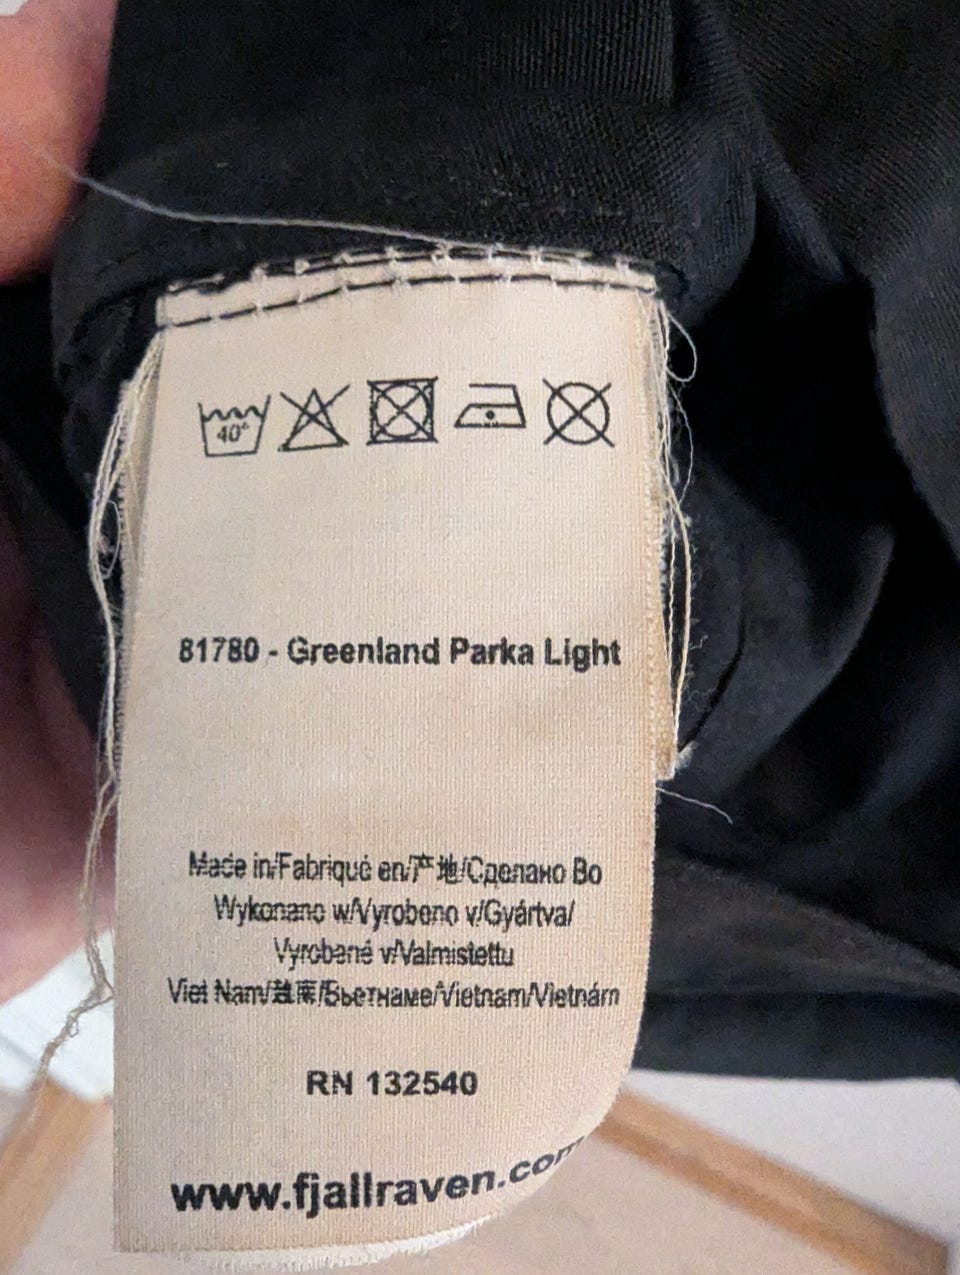 40°
81780 - Greenland Parka Light
Made in/Fabriqué en/产地/Сделано Во
Wykonano w/Vyrobeno v/Gyártva/
Vyrobené v/Valmistettu
Viet Nam/越南/Вьетнаме/Vietnam/Vietnám
RN 132540
www.fjallraven.com